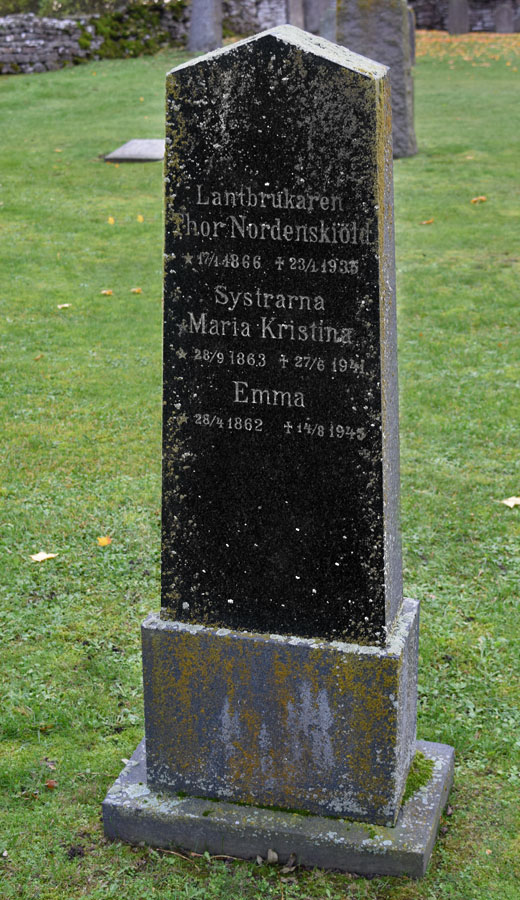 Lantbrukaren
Thor Nordenskiöld
* 17/1 1866 ✝ 23/1 1935
Systrarna
Maria Kristina
* 28/9 1863 ✝ 27/6 1941
Emma
* 28/4 1862 ✝ 14/8 1945